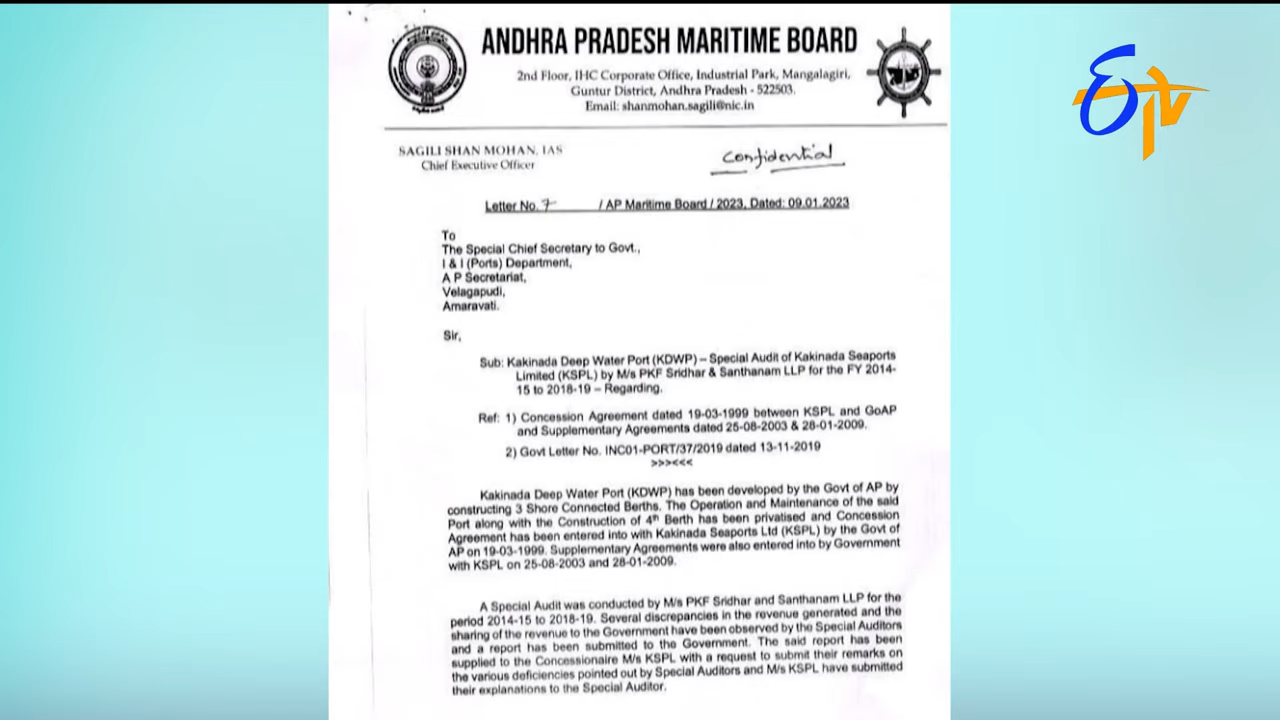 ANDHRA PRADESH MARITIME BOARD
2nd Floor, IHC Corporate Office, Industrial Park, Mangalagiri,
Guntur District, Andhra Pradesh - 522503.
Email: shanmohan.sagili@nic.in
SAGILI SHAN MOHAN, IAS
Chief Executive Officer
Confidential
Letter No. 7 / AP Maritime Board / 2023, Dated: 09.01.2023
To
The Special Chief Secretary to Govt.,
I & I (Ports) Department,
A P Secretariat,
Velagapudi,
Amaravati.
Sir,
Sub: Kakinada Deep Water Port (KDWP) – Special Audit of Kakinada Seaports
Limited (KSPL) by M/s PKF Sridhar & Santhanam LLP for the FY 2014-
15 to 2018-19 – Regarding.
Ref: 1) Concession Agreement dated 19-03-1999 between KSPL and GoAP
and Supplementary Agreements dated 25-08-2003 & 28-01-2009.
2) Govt Letter No. INC01-PORT/37/2019 dated 13-11-2019
>>><<<
Kakinada Deep Water Port (KDWP) has been developed by the Govt of AP by
constructing 3 Shore Connected Berths. The Operation and Maintenance of the said
Port along with the Construction of 4th Berth has been privatised and Concession
Agreement has been entered into with Kakinada Seaports Ltd (KSPL) by the Govt of
AP on 19-03-1999. Supplementary Agreements were also entered into by Government
with KSPL on 25-08-2003 and 28-01-2009.
A Special Audit was conducted by M/s PKF Sridhar and Santhanam LLP for the
period 2014-15 to 2018-19. Several discrepancies in the revenue generated and the
sharing of the revenue to the Government have been observed by the Special Auditors
and a report has been submitted to the Government. The said report has been
supplied to the Concessionaire M/s KSPL with a request to submit their remarks on
the various deficiencies pointed out by Special Auditors and M/s KSPL have submitted
their explanations to the Special Auditor.
ETV